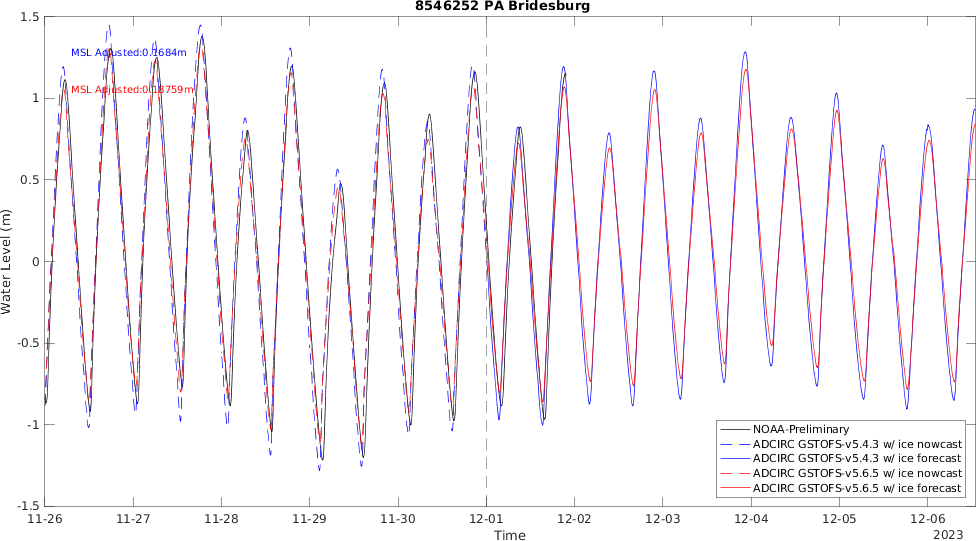 8546252 PA Bridesburg
MSL Adjusted:0.1684m
MSL Adjusted:0.18759m
Water Level (m)
1.5
1
0.5
0
-0.5
-1
-1.5
NOAA-Preliminary
ADCIRC GSTOFS-v5.4.3 w/ ice nowcast
ADCIRC GSTOFS-v5.4.3 w/ ice forecast
ADCIRC GSTOFS-v5.6.5 w/ ice nowcast
ADCIRC GSTOFS-v5.6.5 w/ ice forecast
11-26 11-27 11-28 11-29 11-30 12-01 12-02 12-03 12-04 12-05 12-06
Time
2023